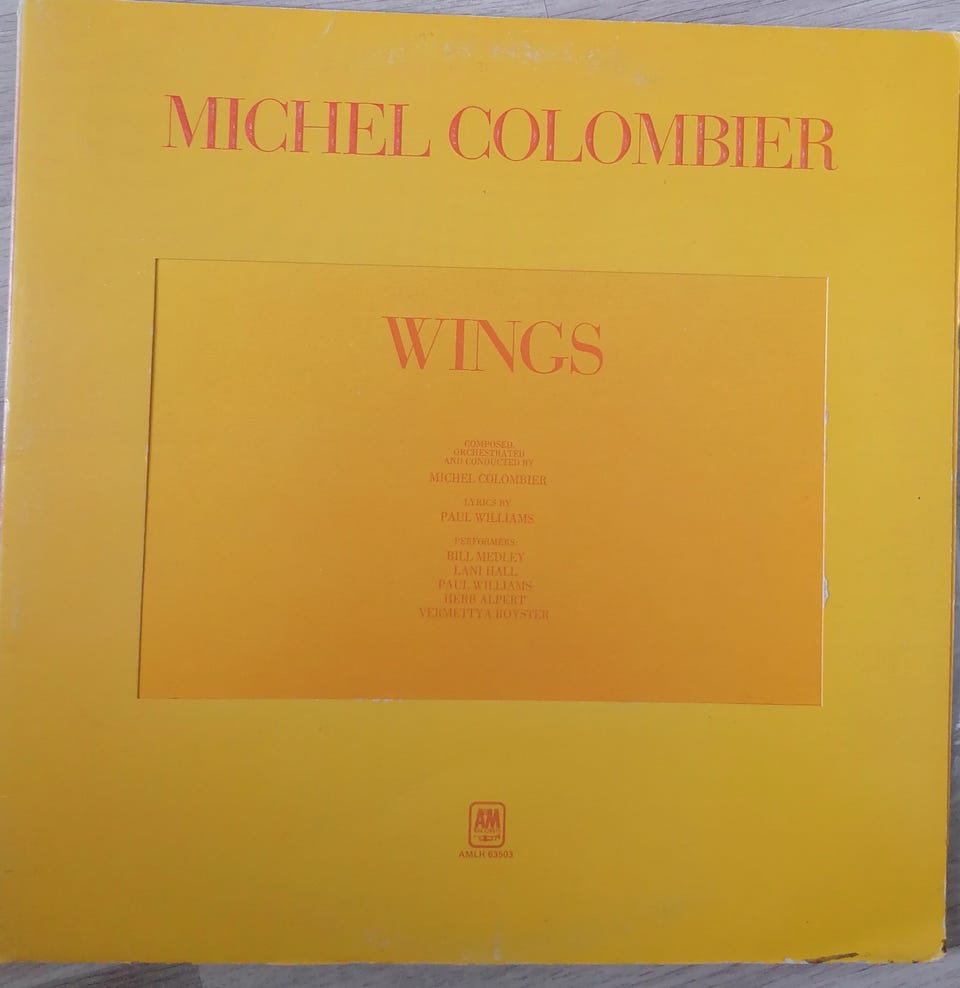 MICHEL COLOMBIER
WINGS
COMPOSED,
ORCHESTRATED
AND CONDUCTED BY
MICHEL COLOMBIER
LYRICS BY
PAUL WILLIAMS
PERFORMERS:
BILL MEDLEY
LANI HALL
PAUL WILLIAMS
HERB ALPERT
VERMETTYA ROYSTER
A&M
RECORDS
AMLH 63503